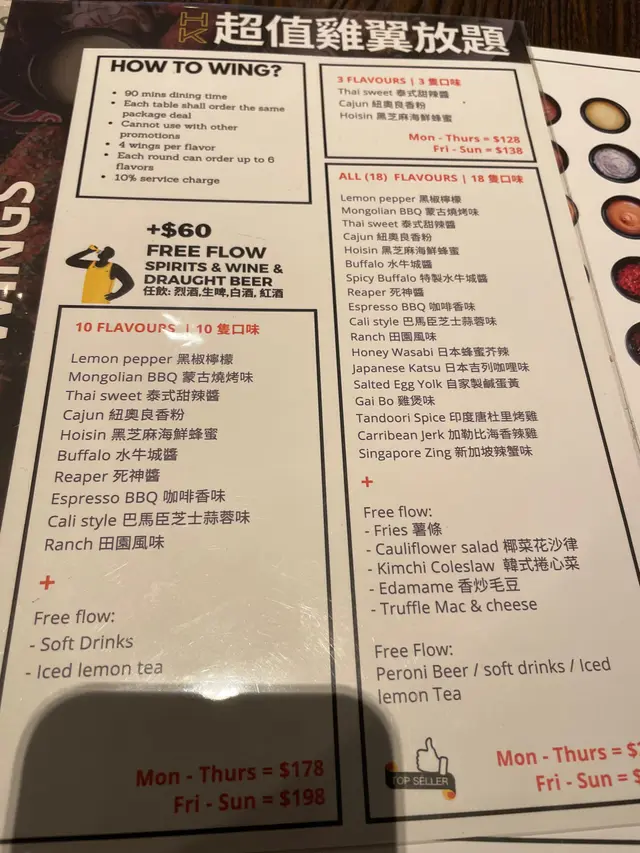 HK 超值雞翼放題
WINGS
HOW TO WING?
• 90 mins dining time
• Each table shall order the same
package deal
• Cannot use with other
promotions
• 4 wings per flavor
• Each round can order up to 6
flavors
• 10% service charge
+$60
FREE FLOW
SPIRITS & WINE &
DRAUGHT BEER
任飲: 烈酒,生啤,白酒, 紅酒
10 FLAVOURS | 10 隻口味
Lemon pepper 黑椒檸檬
Mongolian BBQ 蒙古燒烤味
Thai sweet 泰式甜辣醬
Cajun 紐奧良香粉
Hoisin 黑芝麻海鮮蜂蜜
Buffalo 水牛城醬
Reaper 死神醬
Espresso BBQ 咖啡香味
Cali style 巴馬臣芝士蒜蓉味
Ranch 田園風味
+
Free flow:
- Soft Drinks
- Iced lemon tea
Mon - Thurs = $178
Fri - Sun = $198
3 FLAVOURS | 3 隻口味
Thai sweet 泰式甜辣醬
Cajun 紐奧良香粉
Hoisin 黑芝麻海鮮蜂蜜
Mon - Thurs = $128
Fri - Sun = $138
ALL (18) FLAVOURS | 18 隻口味
Lemon pepper 黑椒檸檬
Mongolian BBQ 蒙古燒烤味
Thai sweet 泰式甜辣醬
Cajun 紐奧良香粉
Hoisin 黑芝麻海鮮蜂蜜
Buffalo 水牛城醬
Spicy Buffalo 特製水牛城醬
Reaper 死神醬
Espresso BBQ 咖啡香味
Cali style 巴馬臣芝士蒜蓉味
Ranch 田園風味
Honey Wasabi 日本蜂蜜芥辣
Japanese Katsu 日本吉列咖哩味
Salted Egg Yolk 自家製鹹蛋黃
Gai Bo 雞煲味
Tandoori Spice 印度唐杜里烤雞
Carribean Jerk 加勒比海香辣雞
Singapore Zing 新加坡辣蟹味
+
Free flow:
- Fries 薯條
- Cauliflower salad 椰菜花沙律
- Kimchi Coleslaw 韓式捲心菜
- Edamame 香炒毛豆
- Truffle Mac & cheese
Free Flow:
Peroni Beer / soft drinks / Iced
lemon Tea
TOP SELLER
Mon - Thurs = $
Fri - Sun = $